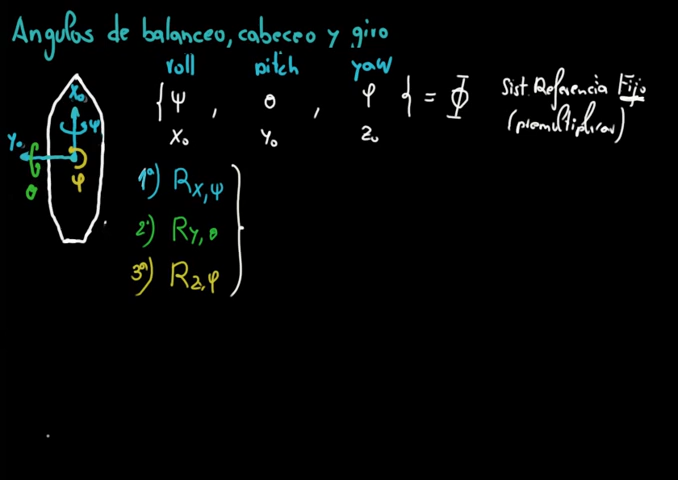 Angulos de balanceo, cabeceo y giro
roll pitch yaw
{ ψ , θ , φ } = Φ
Sist. Referencia Fijo
(premultiplicar)
X₀ Y₀ Z₀
X₀
ψ
Y₀
θ
φ
1º) R_X,ψ
2º) R_Y,θ
3º) R_Z,φ